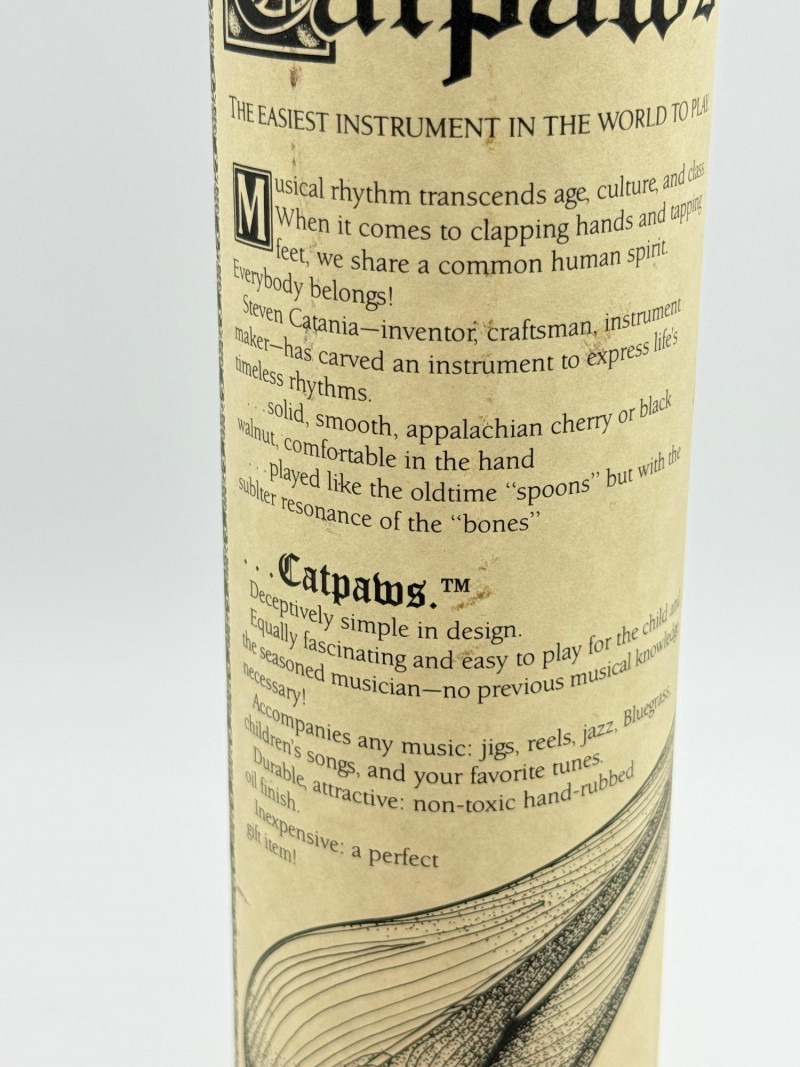 Catpaws
THE EASIEST INSTRUMENT IN THE WORLD TO PLAY
Musical rhythm transcends age, culture, and class
When it comes to clapping hands and tapping
feet, we share a common human spirit.
Everybody belongs!
Steven Catania—inventor, craftsman, instrument
maker—has carved an instrument to express life's
timeless rhythms.
. . .solid, smooth, appalachian cherry or black
walnut, comfortable in the hand
. . .played like the oldtime “spoons” but with the
sublter resonance of the “bones”
. . .Catpaws.™
Deceptively simple in design.
Equally fascinating and easy to play for the child and
the seasoned musician—no previous musical knowledge
necessary!
Accompanies any music: jigs, reels, jazz, Bluegrass,
children's songs, and your favorite tunes.
Durable, attractive: non-toxic hand-rubbed
oil finish.
Inexpensive: a perfect
gift item!